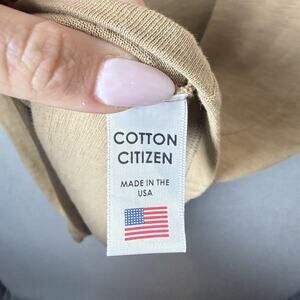 COTTON
CITIZEN
MADE IN THE
USA